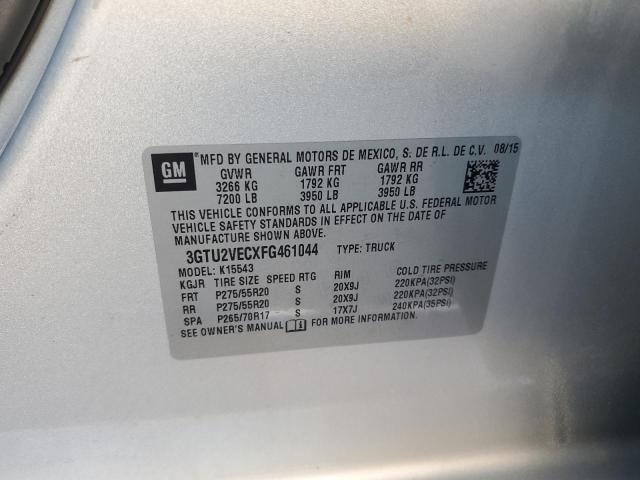 GM MFD BY GENERAL MOTORS DE MEXICO, S. DE R.L. DE C.V. 08/15
GVWR GAWR FRT GAWR RR
3266 KG 1792 KG 1792 KG
7200 LB 3950 LB 3950 LB
THIS VEHICLE CONFORMS TO ALL APPLICABLE U.S. FEDERAL MOTOR
VEHICLE SAFETY STANDARDS IN EFFECT ON THE DATE OF
MANUFACTURE SHOWN ABOVE.
3GTU2VECXFG461044 TYPE: TRUCK
MODEL: K15543
KGJR TIRE SIZE SPEED RTG RIM COLD TIRE PRESSURE
FRT P275/55R20 S 20X9J 220KPA(32PSI)
RR P275/55R20 S 20X9J 220KPA(32PSI)
SPA P265/70R17 S 17X7J 240KPA(35PSI)
SEE OWNER'S MANUAL FOR MORE INFORMATION.